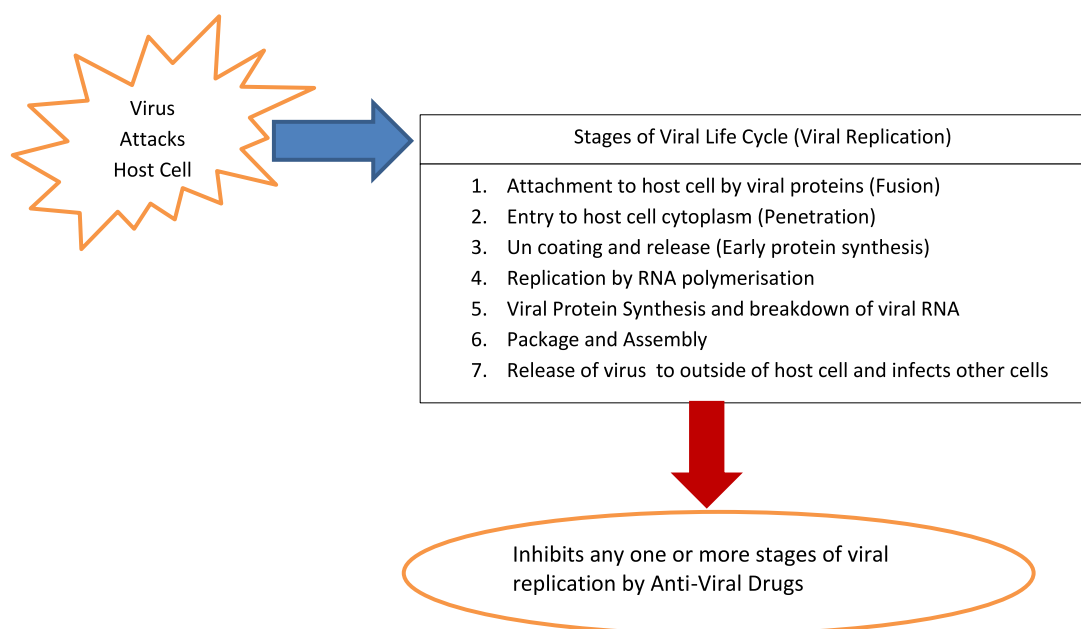 Virus
Attacks
Host Cell
Stages of Viral Life Cycle (Viral Replication)
1. Attachment to host cell by viral proteins (Fusion)
2. Entry to host cell cytoplasm (Penetration)
3. Un coating and release (Early protein synthesis)
4. Replication by RNA polymerisation
5. Viral Protein Synthesis and breakdown of viral RNA
6. Package and Assembly
7. Release of virus  to outside of host cell and infects other cells
Inhibits any one or more stages of viral
replication by Anti-Viral Drugs